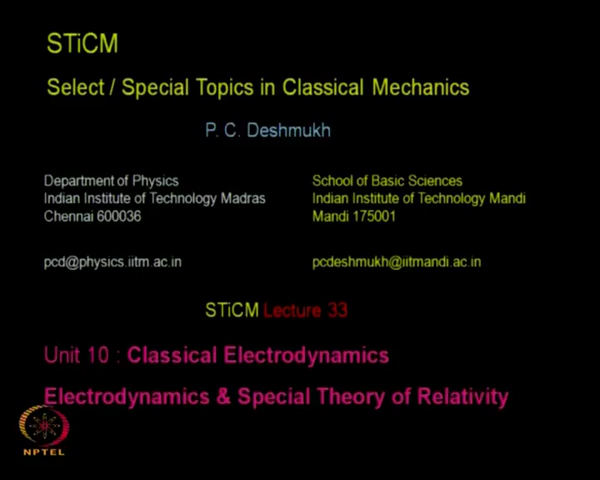 STiCM
Select / Special Topics in Classical Mechanics
P. C. Deshmukh
Department of Physics
Indian Institute of Technology Madras
Chennai 600036
pcd@physics.iitm.ac.in
School of Basic Sciences
Indian Institute of Technology Mandi
Mandi 175001
pcdeshmukh@iitmandi.ac.in
STiCM Lecture 33
Unit 10 : Classical Electrodynamics
Electrodynamics & Special Theory of Relativity
NPTEL